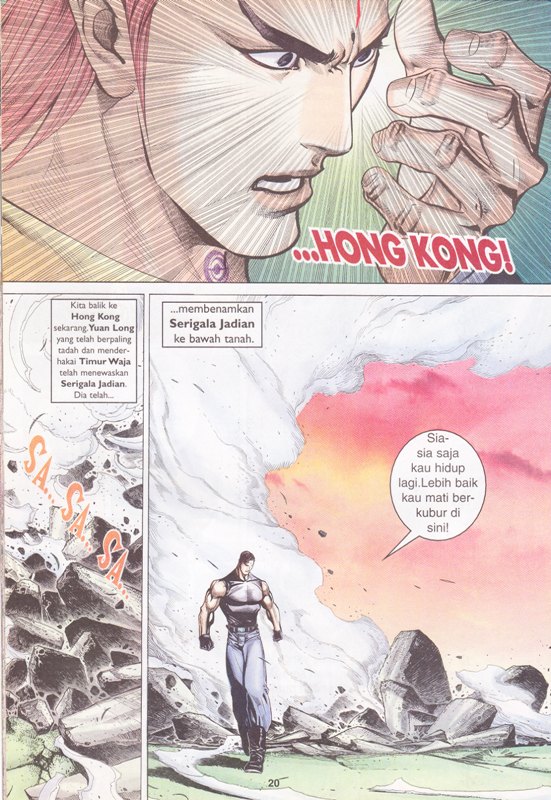 ...HONG KONG!
Kita balik ke
Hong Kong
sekarang.Yuan Long
yang telah berpaling
tadah dan mender-
hakai Timur Waja
telah menewaskan
Serigala Jadian.
Dia telah...
...membenamkan
Serigala Jadian
ke bawah tanah.
SA.. SA.. SA..
Sia-
sia saja
kau hidup
lagi.Lebih baik
kau mati ber-
kubur di
sini!
20